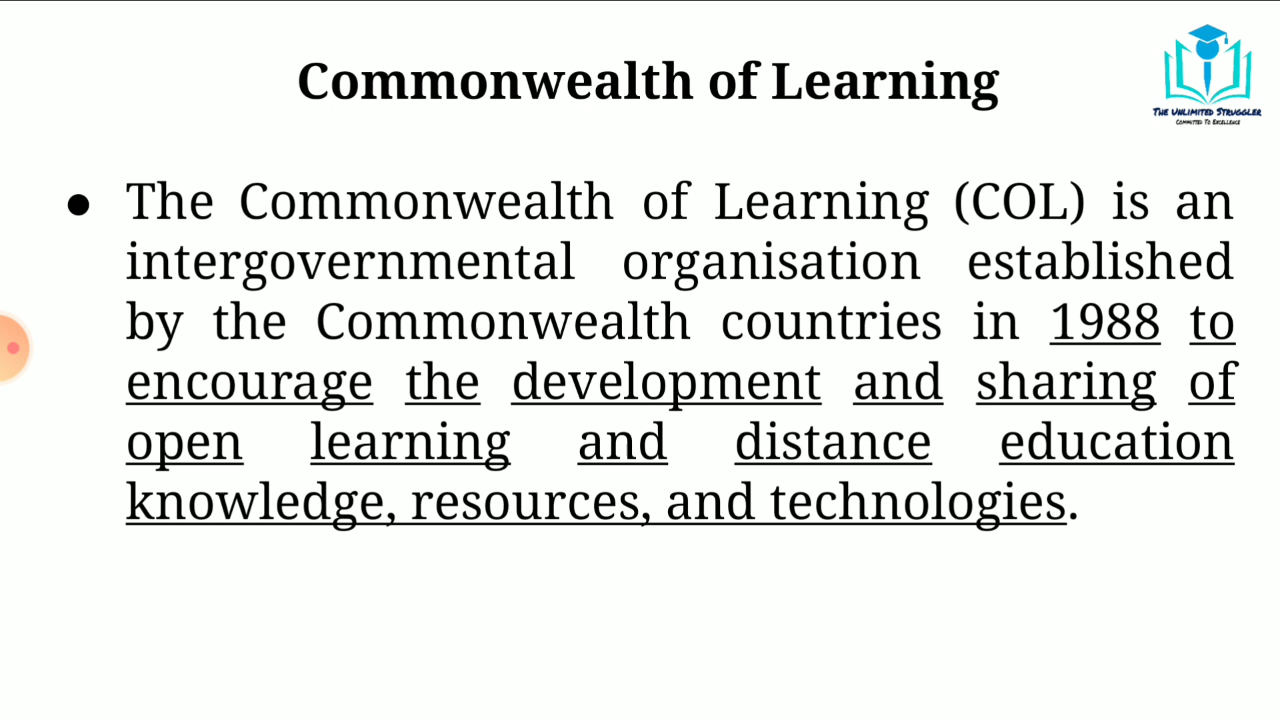 Commonwealth of Learning
THE UNLIMITED STRUGGLER
COMMITTED TO EXCELLENCE
● The Commonwealth of Learning (COL) is an
intergovernmental organisation established
by the Commonwealth countries in 1988 to
encourage the development and sharing of
open learning and distance education
knowledge, resources, and technologies.